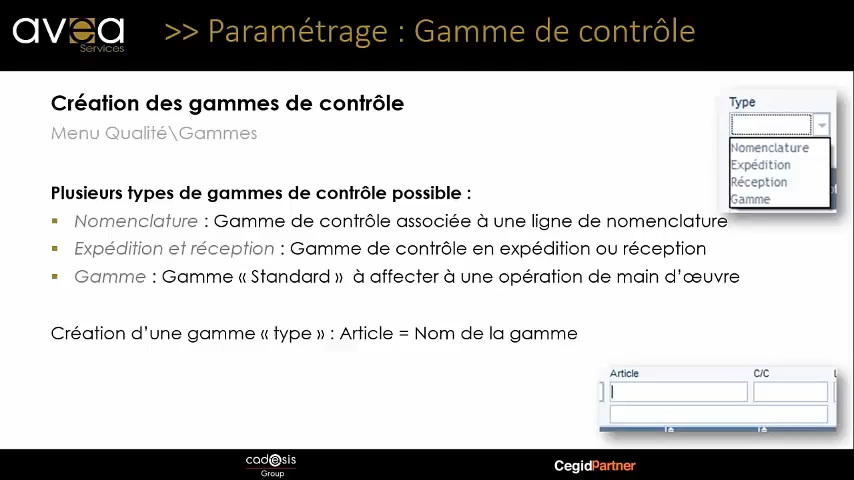 avea
Services
>> Paramétrage : Gamme de contrôle
Création des gammes de contrôle
Menu Qualité\Gammes
Type
Nomenclature
Expédition
Réception
Gamme
Plusieurs types de gammes de contrôle possible :
▪ Nomenclature : Gamme de contrôle associée à une ligne de nomenclature
▪ Expédition et réception : Gamme de contrôle en expédition ou réception
▪ Gamme : Gamme « Standard » à affecter à une opération de main d’œuvre
Création d’une gamme « type » : Article = Nom de la gamme
Article C/C
cadesis
Group
CegidPartner